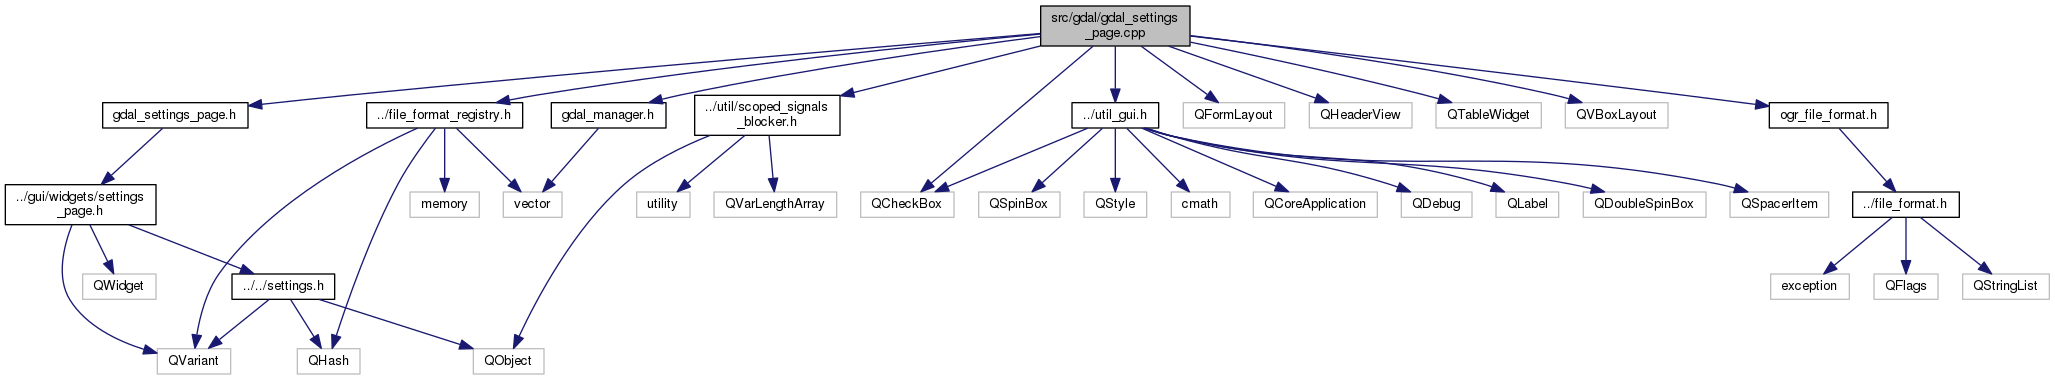 src/gdal/gdal_settings
_page.cpp
gdal_settings_page.h
../file_format_registry.h
gdal_manager.h
../util/scoped_signals
_blocker.h
../util_gui.h
QFormLayout
QHeaderView
QTableWidget
QVBoxLayout
ogr_file_format.h
../gui/widgets/settings
_page.h
memory
vector
utility
QVarLengthArray
QCheckBox
QSpinBox
QStyle
cmath
QCoreApplication
QDebug
QLabel
QDoubleSpinBox
QSpacerItem
../file_format.h
QWidget
../../settings.h
exception
QFlags
QStringList
QVariant
QHash
QObject